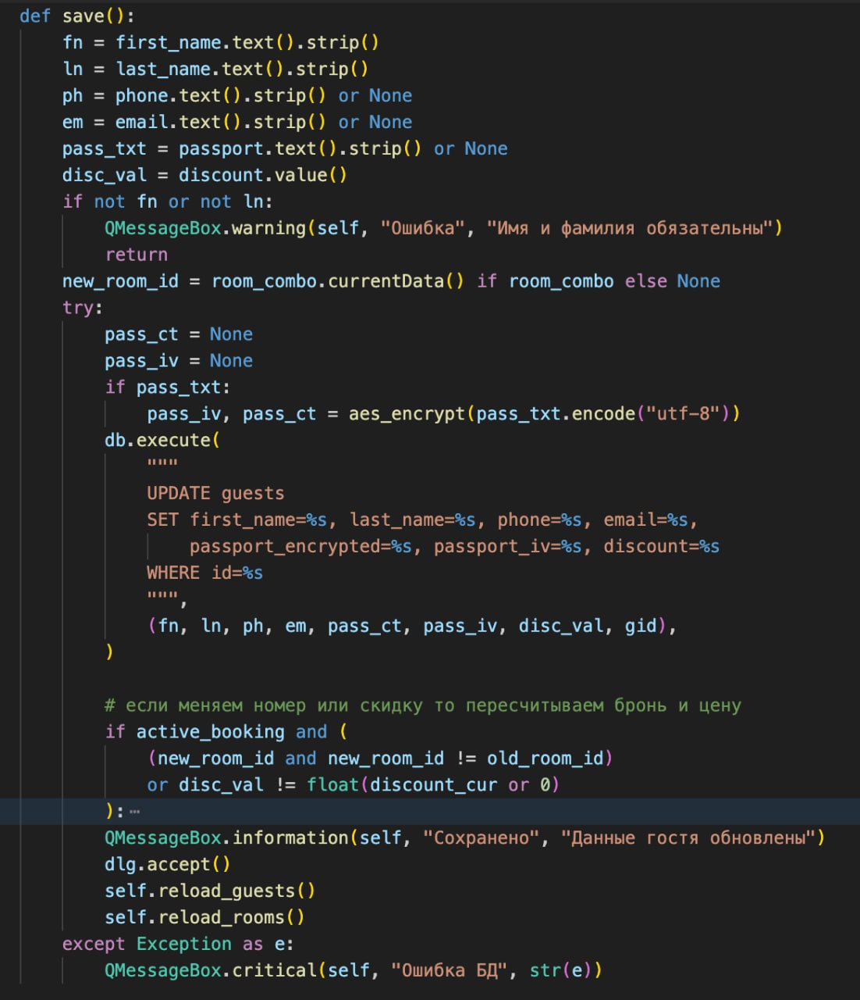 def save():
    fn = first_name.text().strip()
    ln = last_name.text().strip()
    ph = phone.text().strip() or None
    em = email.text().strip() or None
    pass_txt = passport.text().strip() or None
    disc_val = discount.value()
    if not fn or not ln:
        QMessageBox.warning(self, "Ошибка", "Имя и фамилия обязательны")
        return
    new_room_id = room_combo.currentData() if room_combo else None
    try:
        pass_ct = None
        pass_iv = None
        if pass_txt:
            pass_iv, pass_ct = aes_encrypt(pass_txt.encode("utf-8"))
        db.execute(
            """
            UPDATE guests
            SET first_name=%s, last_name=%s, phone=%s, email=%s,
                passport_encrypted=%s, passport_iv=%s, discount=%s
            WHERE id=%s
            """,
            (fn, ln, ph, em, pass_ct, pass_iv, disc_val, gid),
        )

        # если меняем номер или скидку то пересчитываем бронь и цену
        if active_booking and (
            (new_room_id and new_room_id != old_room_id)
            or disc_val != float(discount_cur or 0)
        ): ⋯
        QMessageBox.information(self, "Сохранено", "Данные гостя обновлены")
        dlg.accept()
        self.reload_guests()
        self.reload_rooms()
    except Exception as e:
        QMessageBox.critical(self, "Ошибка БД", str(e))